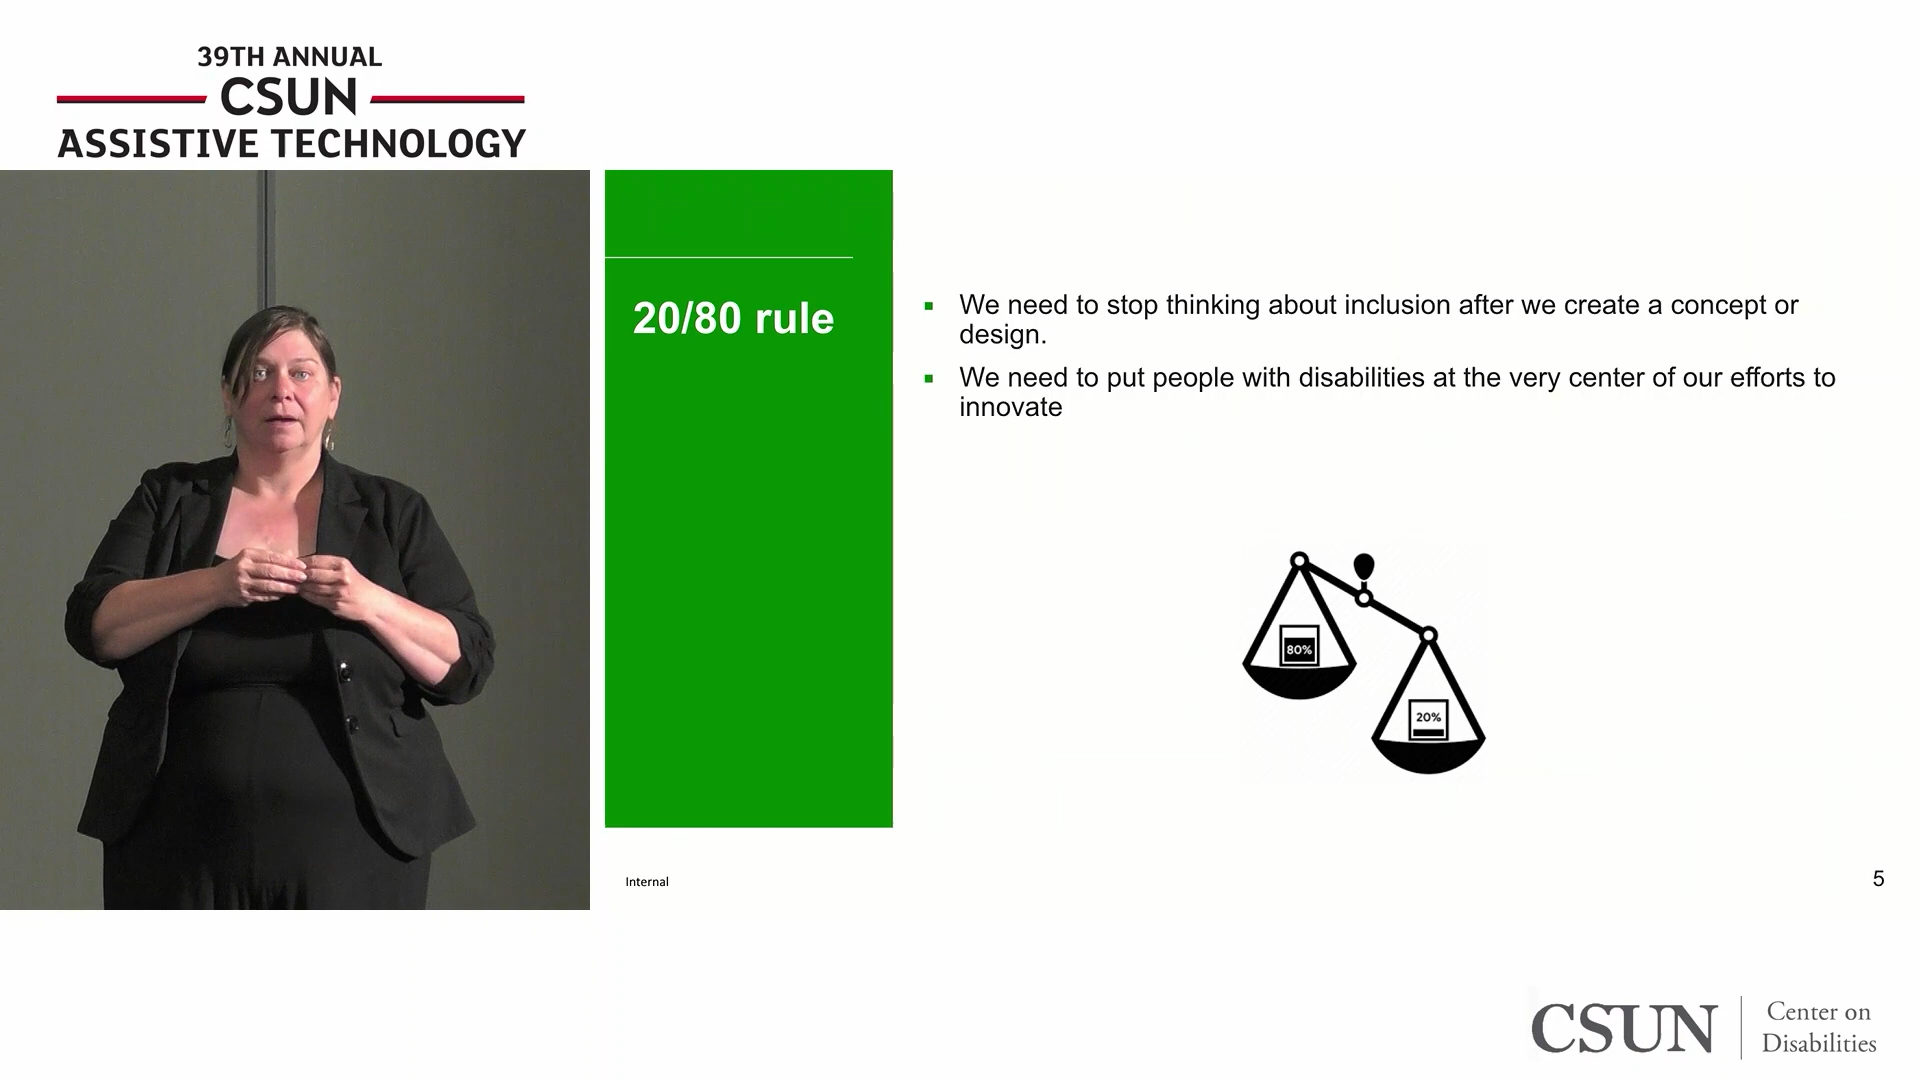 39TH ANNUAL
CSUN
ASSISTIVE TECHNOLOGY
20/80 rule
▪ We need to stop thinking about inclusion after we create a concept or
design.
▪ We need to put people with disabilities at the very center of our efforts to
innovate
80%
20%
Internal
5
CSUN
Center on
Disabilities